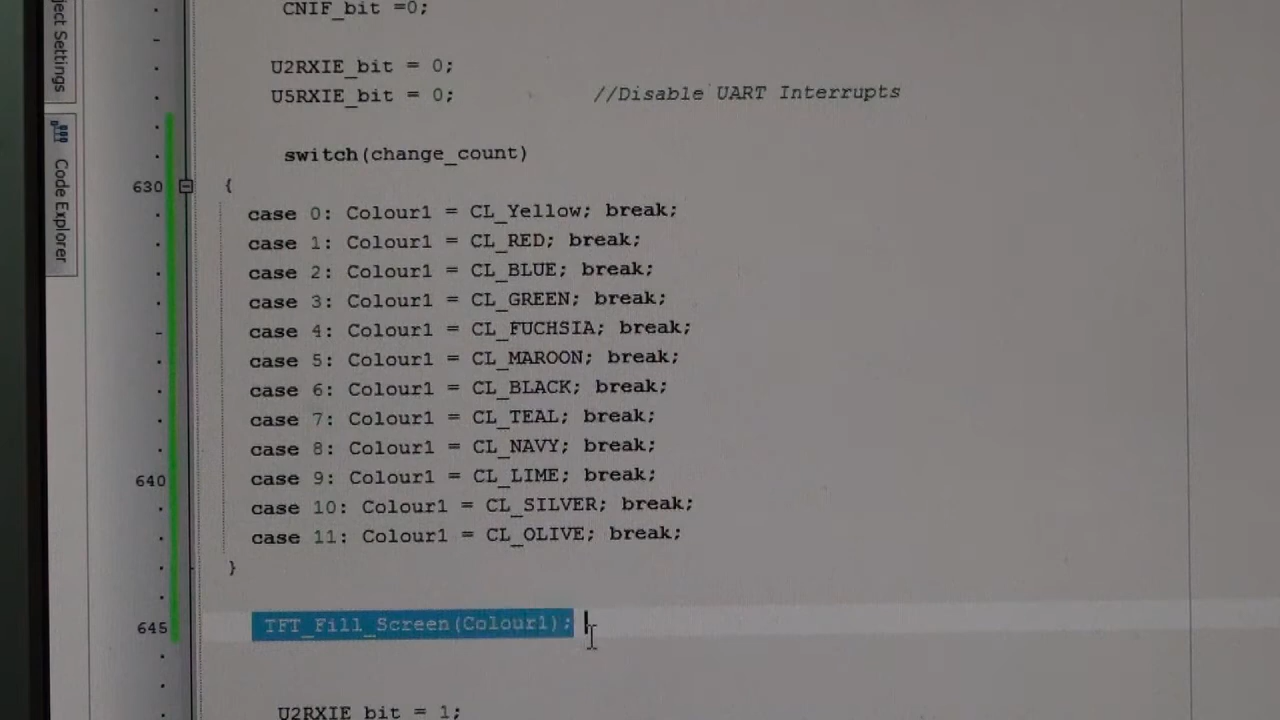 ject Settings
Code Explorer
CNIF_bit =0;
U2RXIE_bit = 0;
U5RXIE_bit = 0; //Disable UART Interrupts
switch(change_count)
630 {
case 0: Colour1 = CL_Yellow; break;
case 1: Colour1 = CL_RED; break;
case 2: Colour1 = CL_BLUE; break;
case 3: Colour1 = CL_GREEN; break;
case 4: Colour1 = CL_FUCHSIA; break;
case 5: Colour1 = CL_MAROON; break;
case 6: Colour1 = CL_BLACK; break;
case 7: Colour1 = CL_TEAL; break;
case 8: Colour1 = CL_NAVY; break;
640 case 9: Colour1 = CL_LIME; break;
case 10: Colour1 = CL_SILVER; break;
case 11: Colour1 = CL_OLIVE; break;
}
645 TFT_Fill_Screen(Colour1);
U2RXIE_bit = 1;